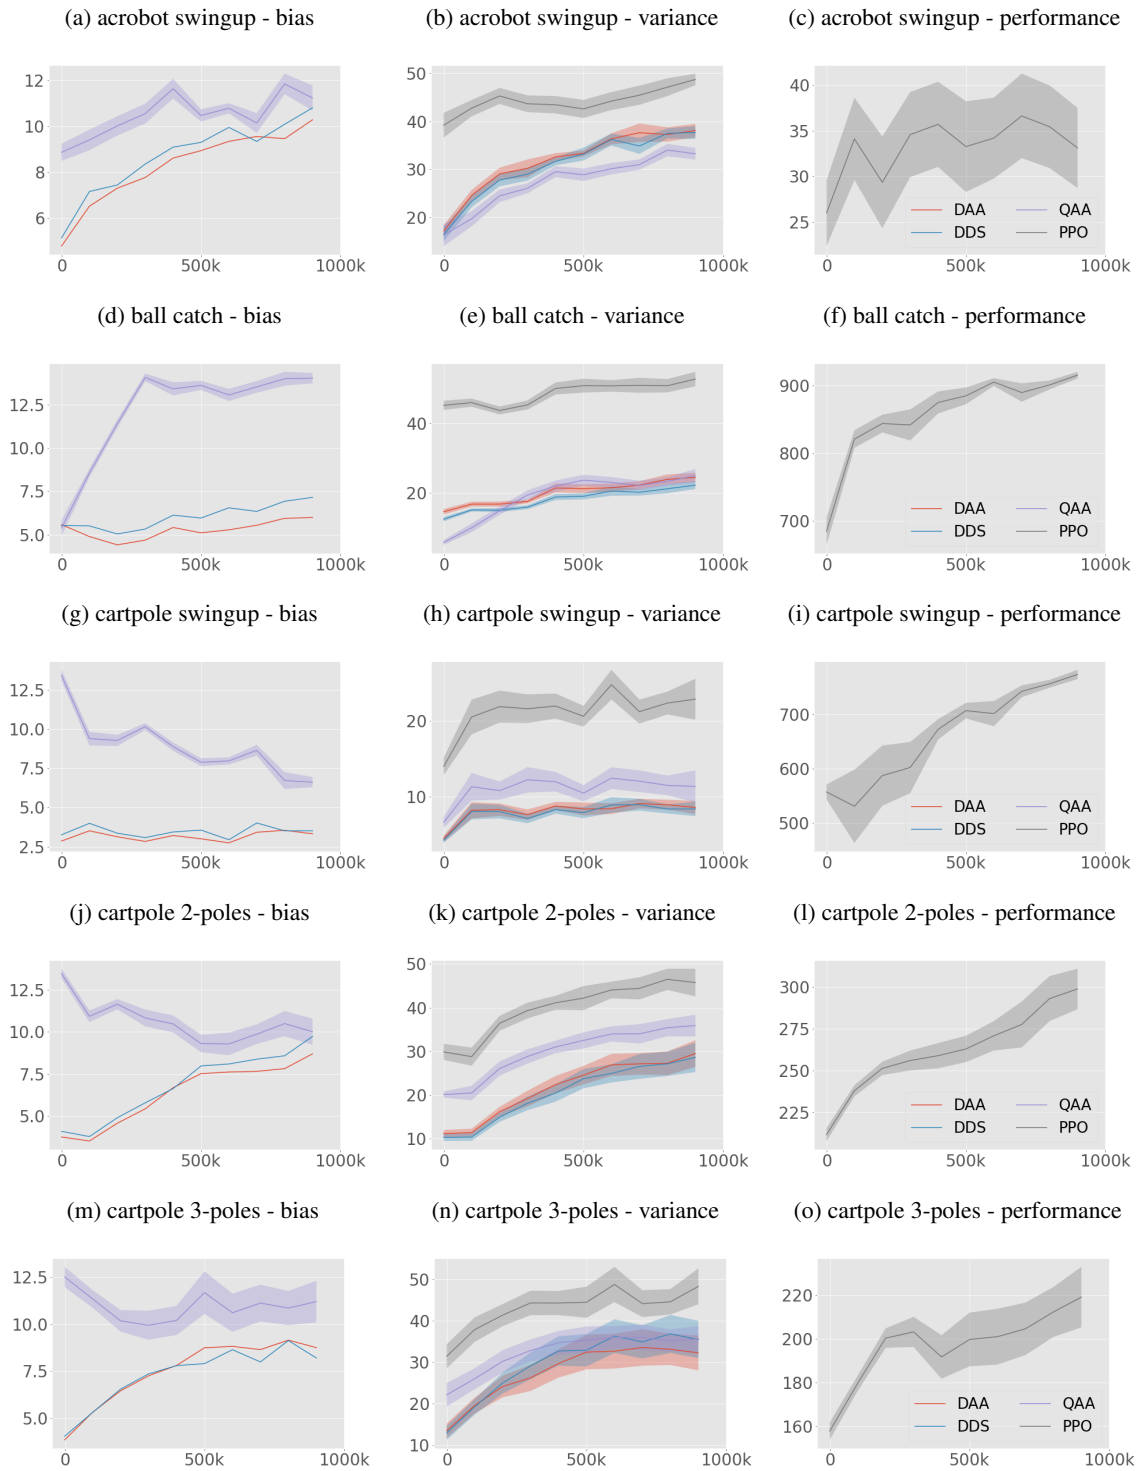 (a) acrobot swingup - bias
(b) acrobot swingup - variance
(c) acrobot swingup - performance
12
10
8
6
0
500k
1000k
50
40
30
20
0
500k
1000k
40
35
30
25
DAA
QAA
DDS
PPO
0
500k
1000k
(d) ball catch - bias
(e) ball catch - variance
(f) ball catch - performance
12.5
10.0
7.5
5.0
0
500k
1000k
40
20
0
500k
1000k
900
800
700
DAA
QAA
DDS
PPO
0
500k
1000k
(g) cartpole swingup - bias
(h) cartpole swingup - variance
(i) cartpole swingup - performance
12.5
10.0
7.5
5.0
2.5
0
500k
1000k
20
10
0
500k
1000k
700
600
500
DAA
QAA
DDS
PPO
0
500k
1000k
(j) cartpole 2-poles - bias
(k) cartpole 2-poles - variance
(l) cartpole 2-poles - performance
12.5
10.0
7.5
5.0
0
500k
1000k
50
40
30
20
10
0
500k
1000k
300
275
250
225
DAA
QAA
DDS
PPO
0
500k
1000k
(m) cartpole 3-poles - bias
(n) cartpole 3-poles - variance
(o) cartpole 3-poles - performance
12.5
10.0
7.5
5.0
0
500k
1000k
50
40
30
20
10
0
500k
1000k
220
200
180
160
DAA
QAA
DDS
PPO
0
500k
1000k